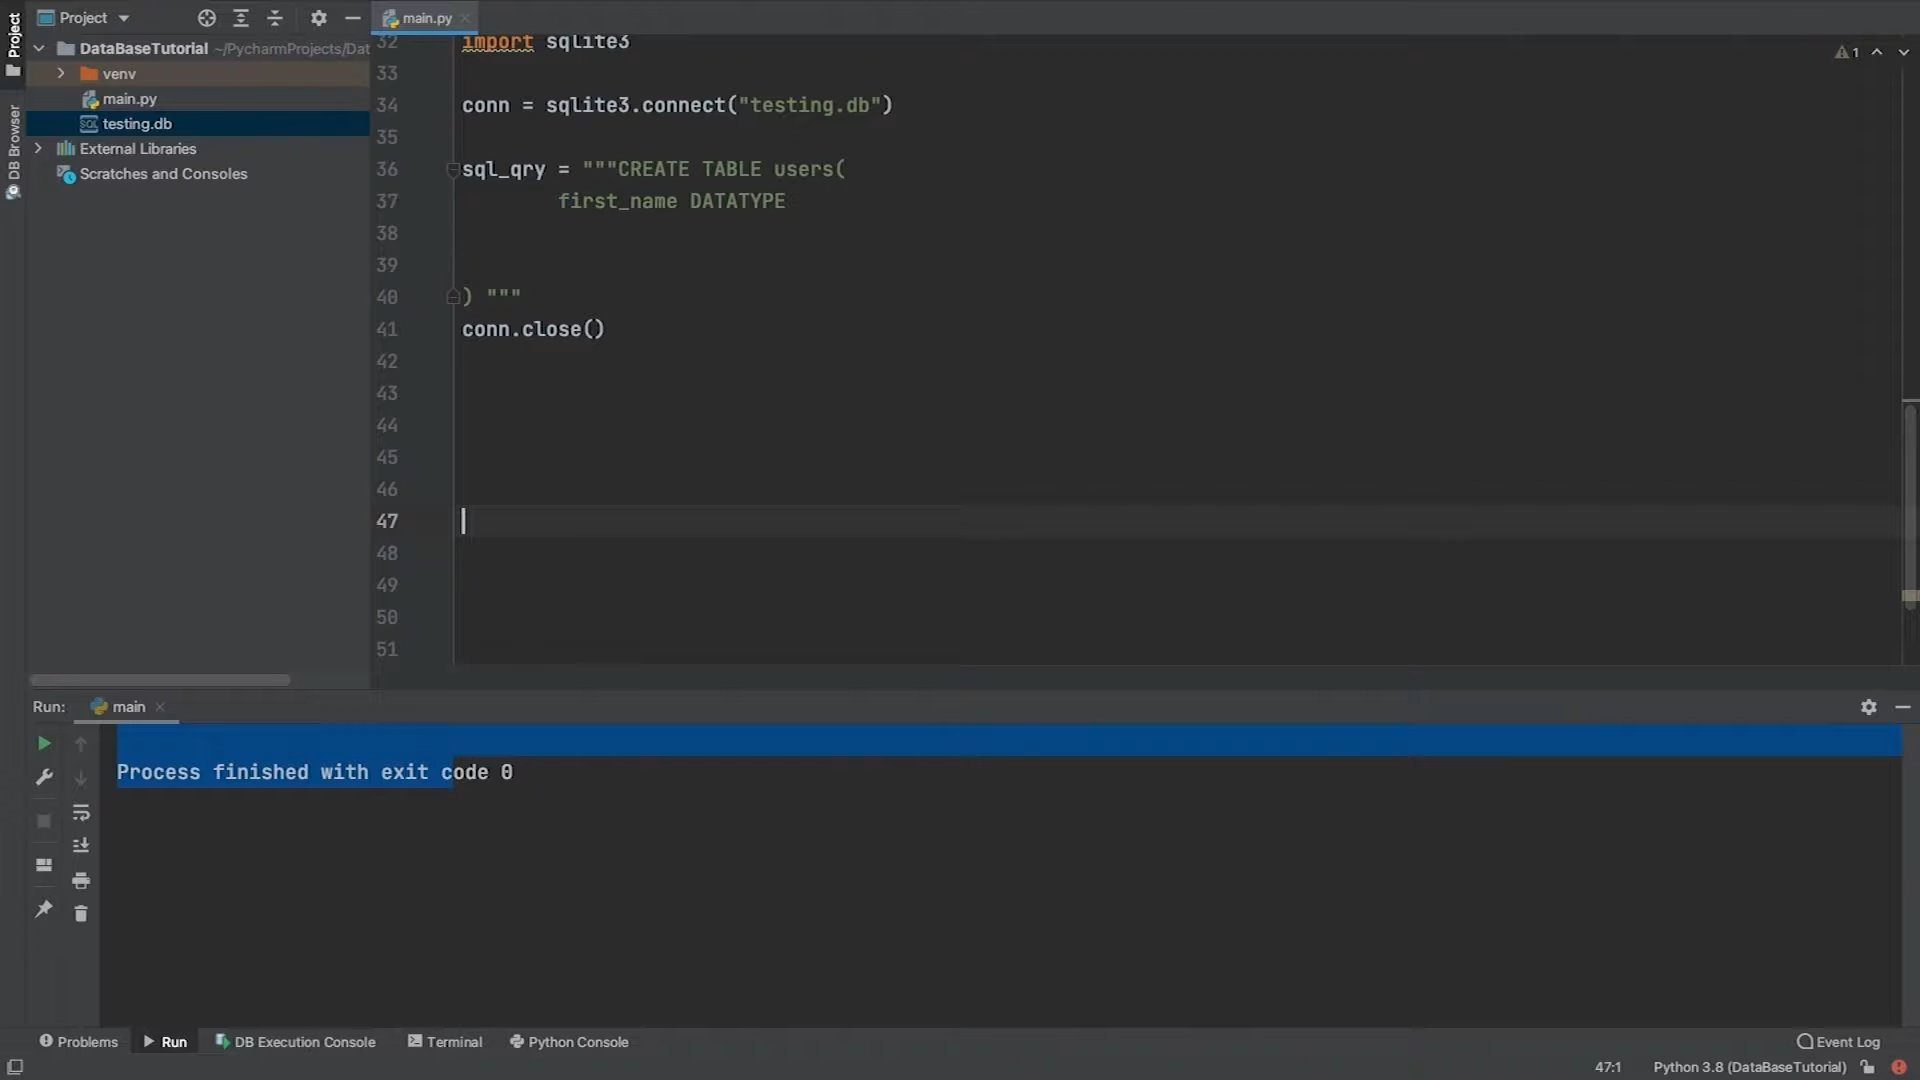 Project
main.py
Project
DataBaseTutorial ~/PycharmProjects/Dat
venv
main.py
testing.db
External Libraries
Scratches and Consoles
DB Browser
32 import sqlite3
33
34 conn = sqlite3.connect("testing.db")
35
36 sql_qry = """CREATE TABLE users(
37 first_name DATATYPE
38
39
40 ) """
41 conn.close()
42
43
44
45
46
47
48
49
50
51
1
Run: main
Process finished with exit code 0
Problems Run DB Execution Console Terminal Python Console Event Log
47:1 Python 3.8 (DataBaseTutorial)